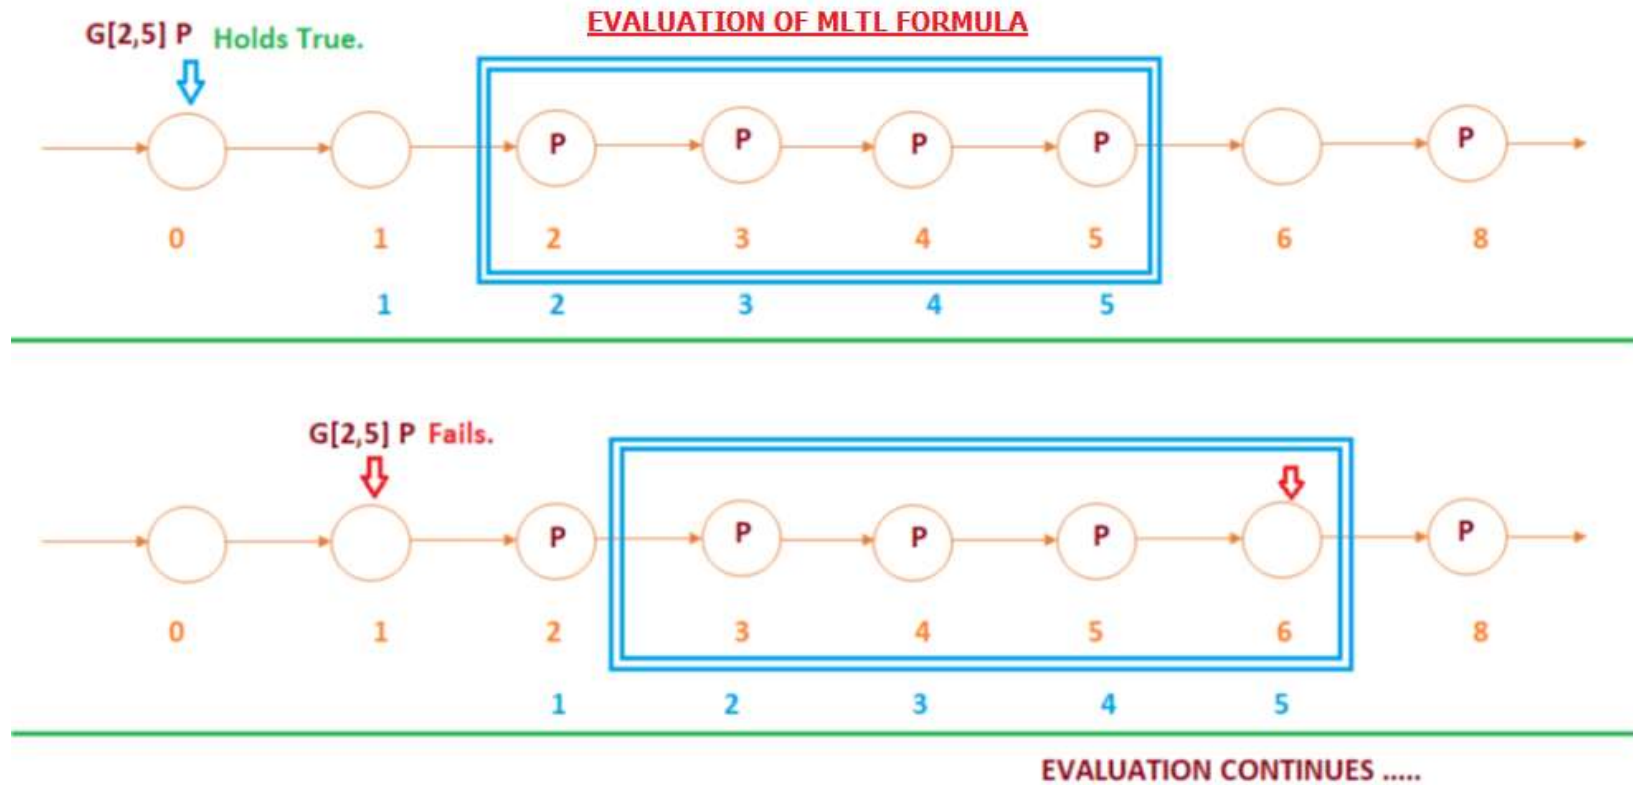 EVALUATION OF MLTL FORMULA
G[2,5] P Holds True.
P P P P P
0 1 2 3 4 5 6 8
1 2 3 4 5
G[2,5] P Fails.
P P P P P
0 1 2 3 4 5 6 8
1 2 3 4 5
EVALUATION CONTINUES .....